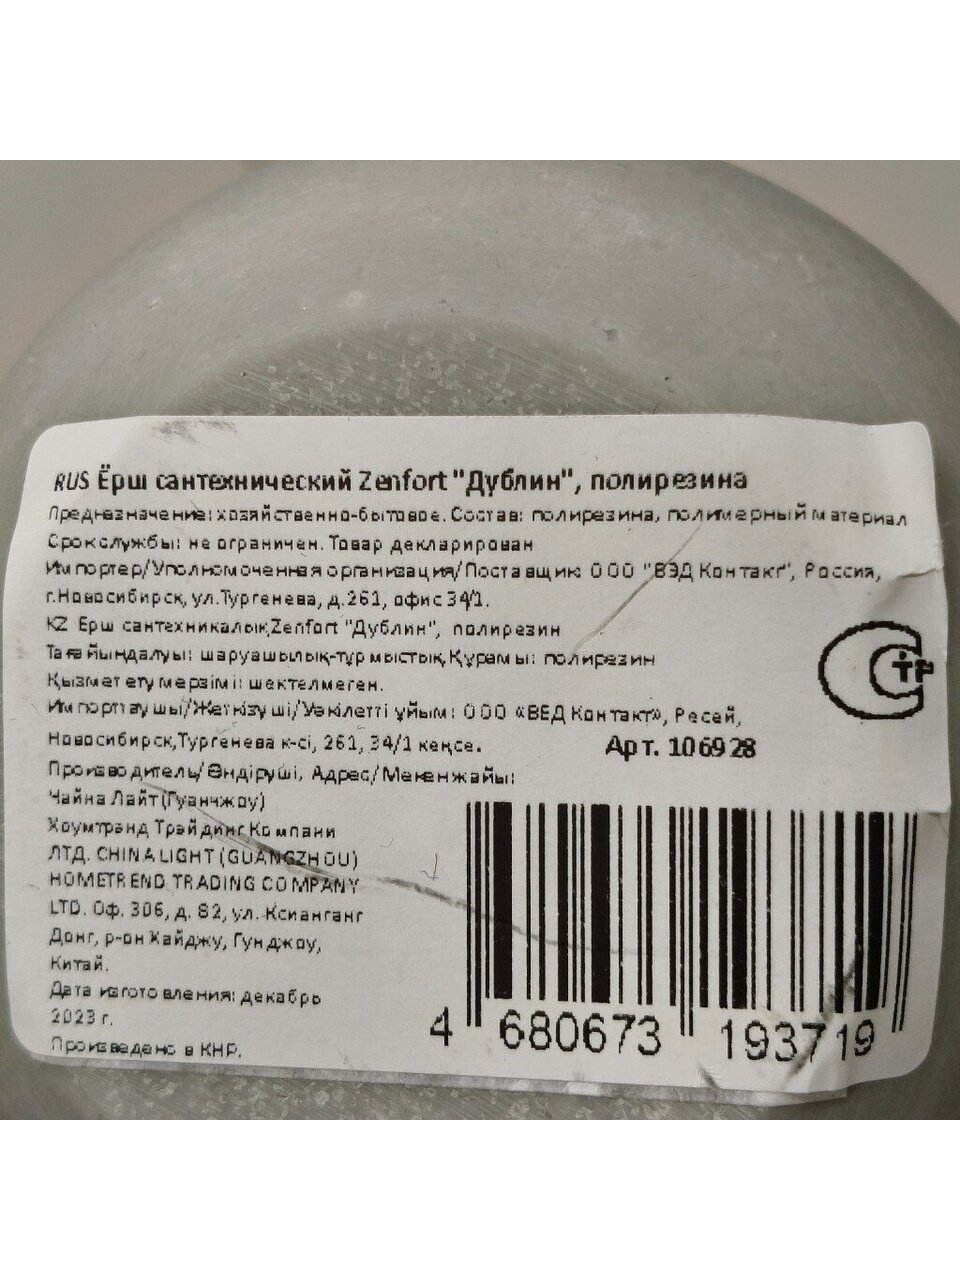 RUS Ёрш сантехнический Zenfort "Дублин", полирезина
Предназначение: хозяйственно-бытовое. Состав: полирезина, полимерный материал
Срок службы: не ограничен. Товар декларирован
Импортер/Уполномоченная организация/Поставщик: ООО "ВЭД Контакт", Россия,
г.Новосибирск, ул.Тургенева, д.261, офис 34/1.
KZ Ерш сантехникалық Zenfort "Дублин", полирезин
Тағайындалуы: шаруашылық-тұрмыстық, Құрамы: полирезин
Қызмет ету мерзімі: шектелмеген.
Импорттаушы/Жеткізуші/Уәкілетті ұйым: ООО «ВЕД Контакт», Ресей,
Новосибирск, Тургенева к-сі, 261, 34/1 кеңсе.
Арт. 106928
Производитель/Өндіруші, Адрес/Мекенжайы:
Чайна Лайт (Гуанчжоу)
Хоумтрэнд Трэйдинг Компани
ЛТД. CHINA LIGHT (GUANGZHOU)
HOMETREND TRADING COMPANY
LTD. Оф. 306, д. 82, ул. Ксианганг
Донг, р-он Хайджу, Гунджоу,
Китай.
Дата изготовления: декабрь
2023 г.
Произведено в КНР.
4 680673 193719